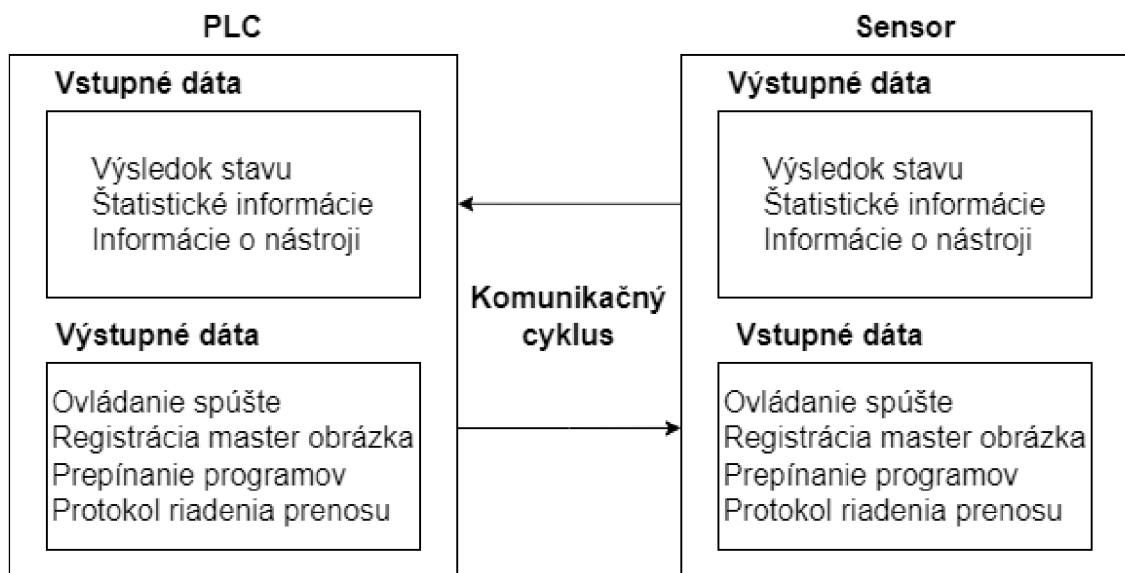 PLC
Vstupné dáta
Výsledok stavu
Štatistické informácie
Informácie o nástroji
Výstupné dáta
Ovládanie spúšte
Registrácia master obrázka
Prepínanie programov
Protokol riadenia prenosu
Komunikačný
cyklus
Sensor
Výstupné dáta
Výsledok stavu
Štatistické informácie
Informácie o nástroji
Vstupné dáta
Ovládanie spúšte
Registrácia master obrázka
Prepínanie programov
Protokol riadenia prenosu